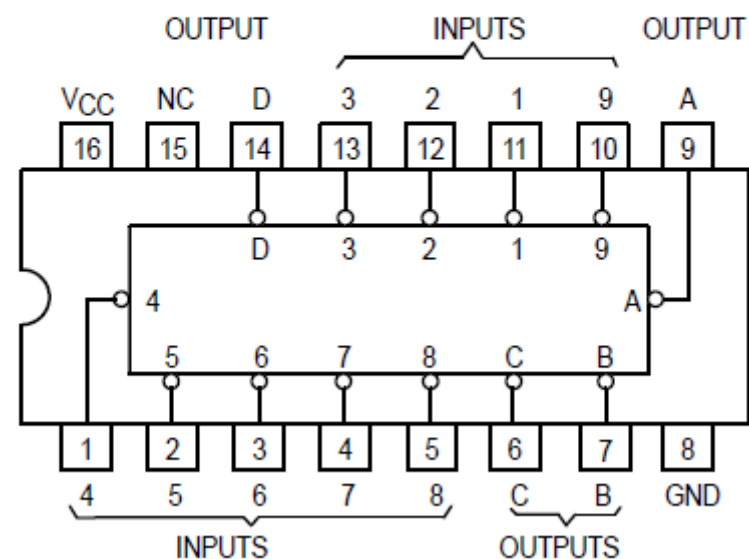 OUTPUT INPUTS OUTPUT
VCC NC D 3 2 1 9 A
16 15 14 13 12 11 10 9
D 3 2 1 9
4 A
5 6 7 8 C B
1 2 3 4 5 6 7 8
4 5 6 7 8 C B GND
INPUTS OUTPUTS